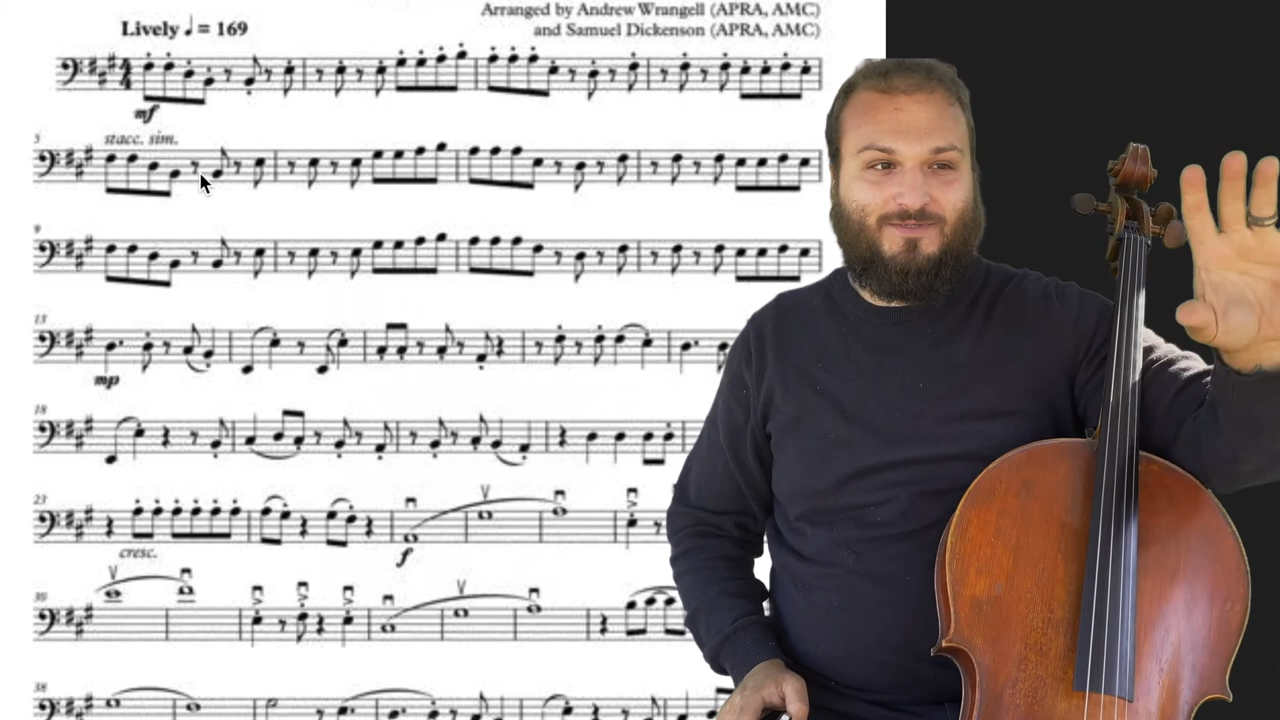 Arranged by Andrew Wrangell (APRA, AMC)
Lively ♩= 169
and Samuel Dickenson (APRA, AMC)
mf
5
stacc. sim.
9
13
mp
18
23
cresc.
f
30
38